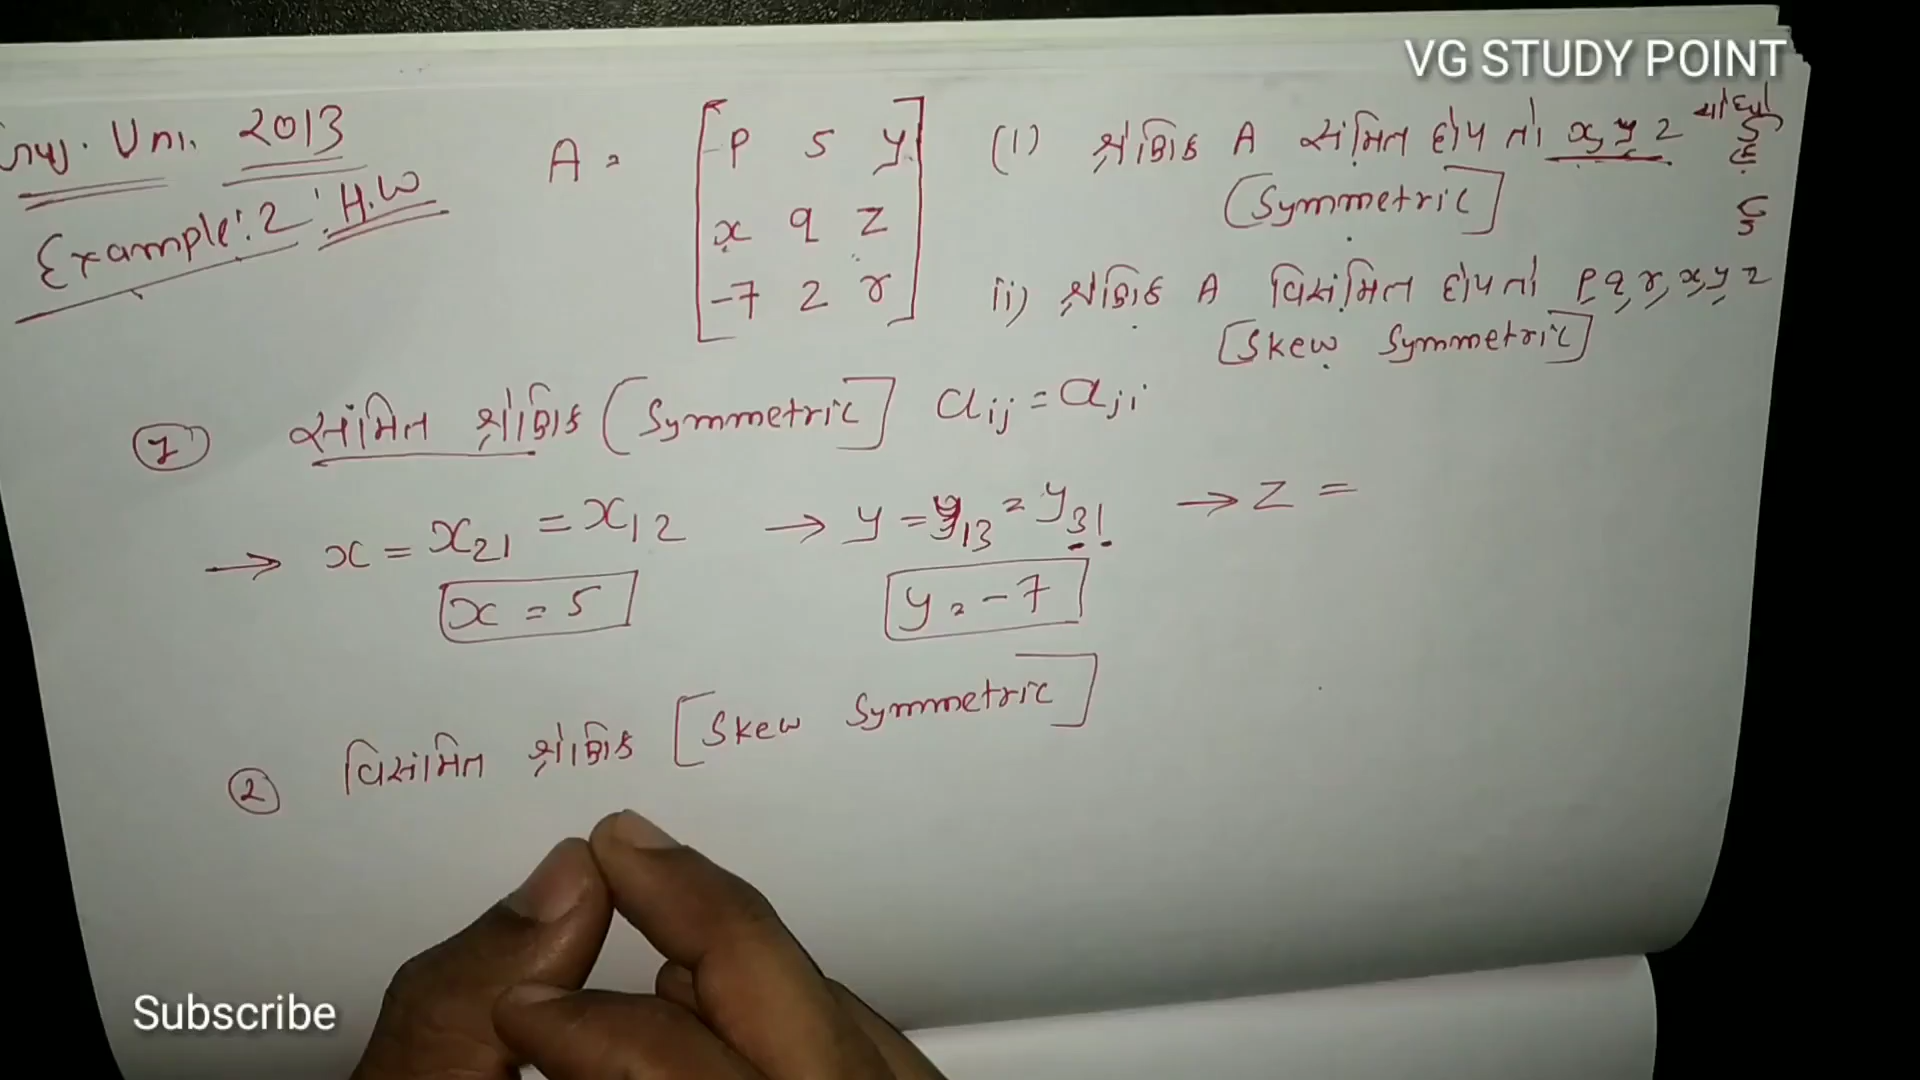 VG STUDY POINT
Uni. 2013
Example: 2 H.W
A = [ p 5 y
x q z
-7 2 r ]
(i) શ્રેણિક A સંમિત હોય તો x, y z શોધો
[Symmetric]
ii) શ્રેણિક A વિસંમિત હોય તો p, q, r, x, y z
[Skew Symmetric]
① સંમિત શ્રેણિક [Symmetric] aij = aji
→ x = x21 = x12 → y = y13 = y31 → z =
x = 5 y = -7
② વિસંમિત શ્રેણિક [Skew Symmetric]
Subscribe